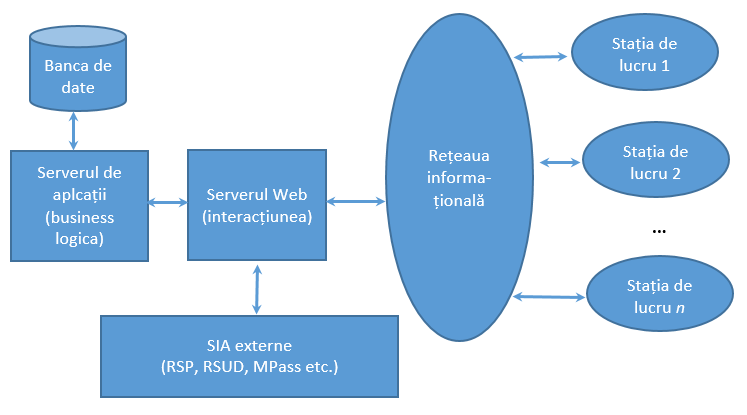 Banca de
date
Serverul de
aplcații
(business
logica)
Serverul Web
(interacțiunea)
SIA externe
(RSP, RSUD, MPass etc.)
Rețeaua
informa-
țională
Stația de
lucru 1
Stația de
lucru 2
...
Stația de
lucru n